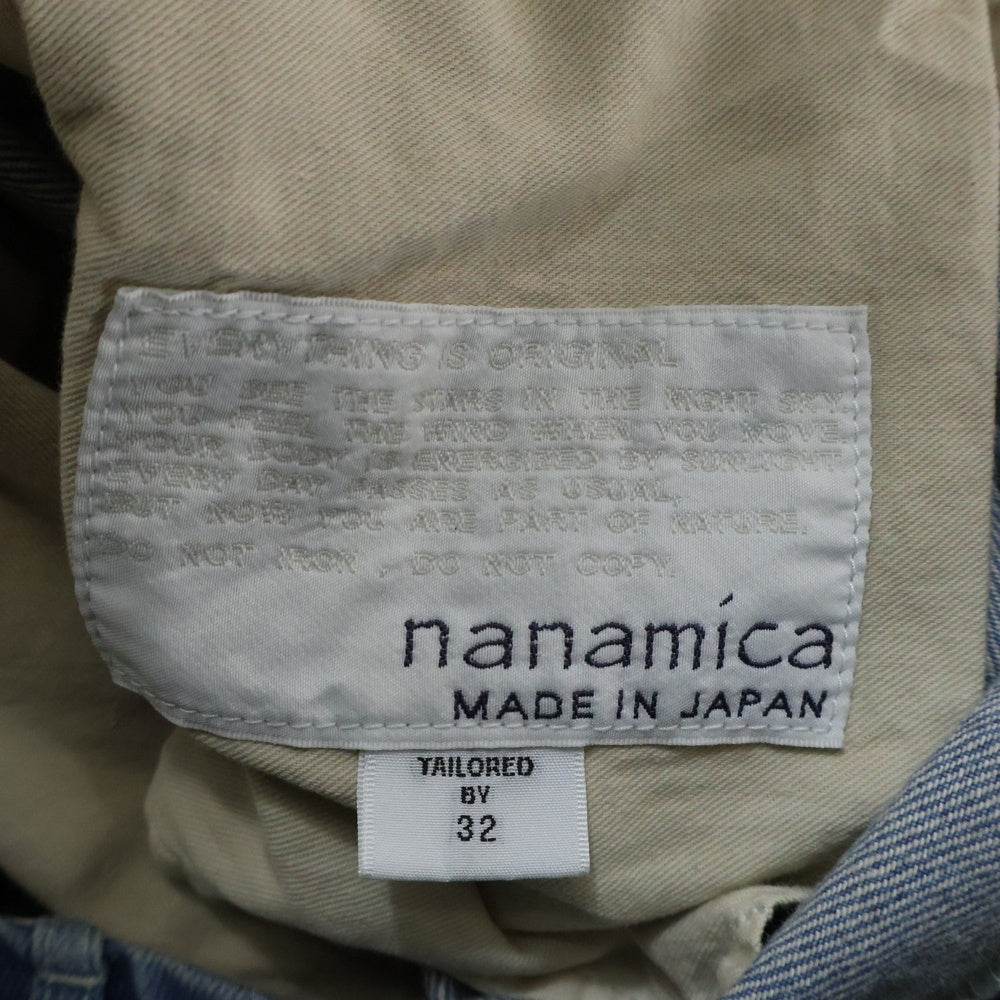 EVERYTHING IS ORIGINAL
YOU SEE THE STARS IN THE NIGHT SKY.
YOU FEEL THE WIND WHEN YOU MOVE.
YOUR BODY IS ENERGIZED BY SUNLIGHT
EVERY DAY PASSES AS USUAL,
BUT NOW YOU ARE PART OF NATURE.
DO NOT IRON, DO NOT COPY.
nanamíca
MADE IN JAPAN
TAILORED
BY
32